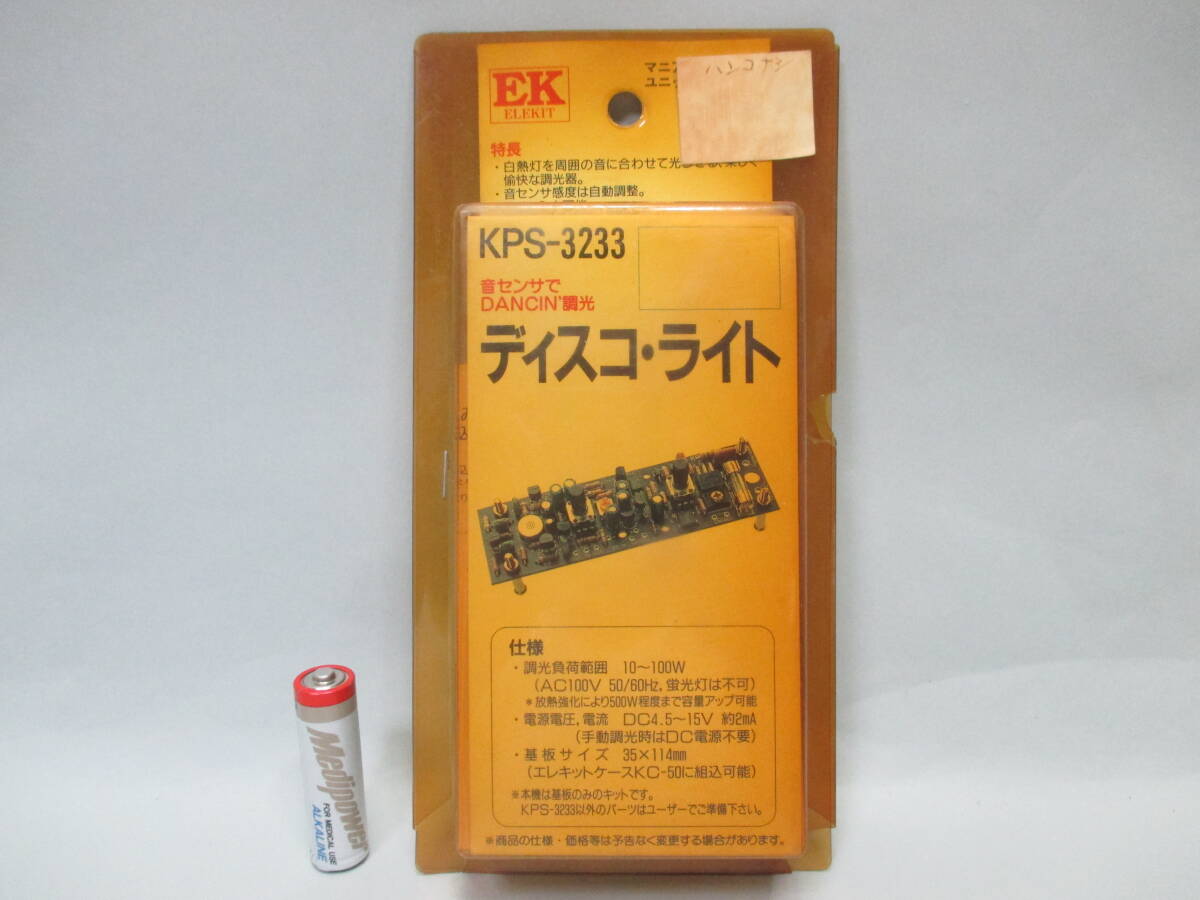 EK
ELEKIT
マニア
ユニッ
ハンコナシ
特長
・白熱灯を周囲の音に合わせて光
愉快な調光器。
・音センサ感度は自動調整。
KPS-3233
音センサで
DANCIN'調光
ディスコ・ライト
仕様
・調光負荷範囲 10～100W
(AC100V 50/60Hz,蛍光灯は不可)
＊放熱強化により500W程度まで容量アップ可能
・電源電圧,電流 DC4.5～15V 約2mA
(手動調光時はDC電源不要)
・基板サイズ 35×114mm
(エレキットケースKC-50に組込可能)
※本機は基板のみのキットです。
KPS-3233以外のパーツはユーザーでご準備下さい。
※商品の仕様・価格等は予告なく変更する場合があります。
Medipower
FOR MEDICAL USE
ALKALINE